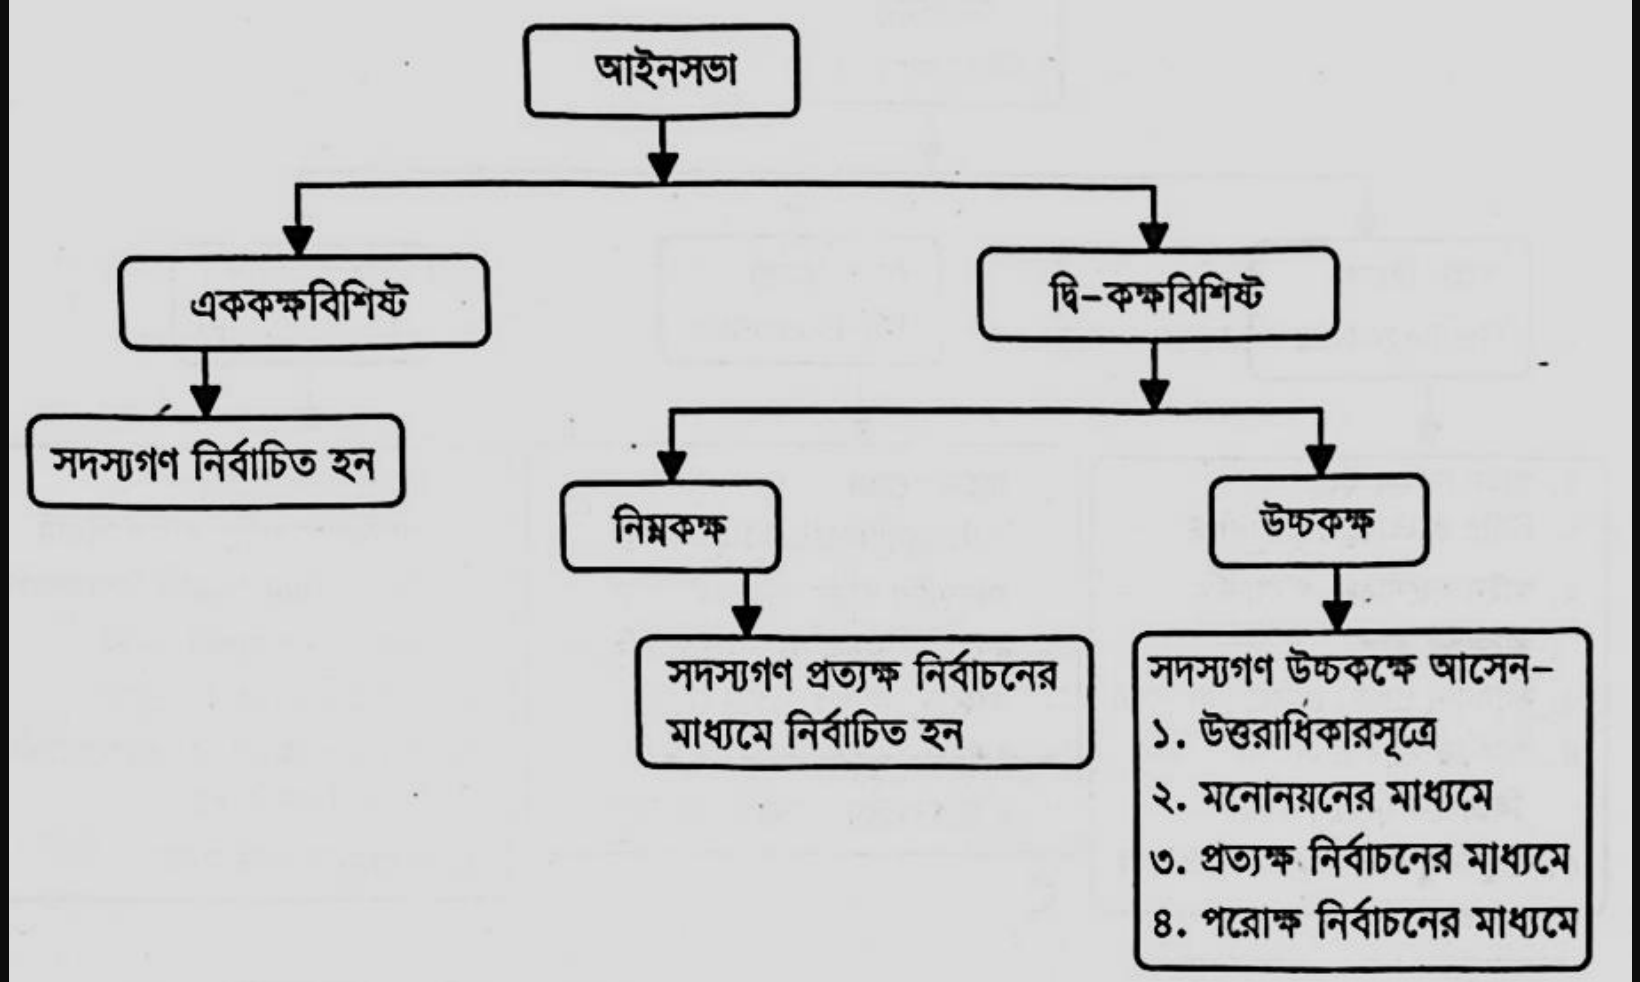 আইনসভা
এককক্ষবিশিষ্ট
দ্বি-কক্ষবিশিষ্ট
সদস্যগণ নির্বাচিত হন
নিম্নকক্ষ
উচ্চকক্ষ
সদস্যগণ প্রত্যক্ষ নির্বাচনের
মাধ্যমে নির্বাচিত হন
সদস্যগণ উচ্চকক্ষে আসেন-
১. উত্তরাধিকারসূত্রে
২. মনোনয়নের মাধ্যমে
৩. প্রত্যক্ষ নির্বাচনের মাধ্যমে
৪. পরোক্ষ নির্বাচনের মাধ্যমে